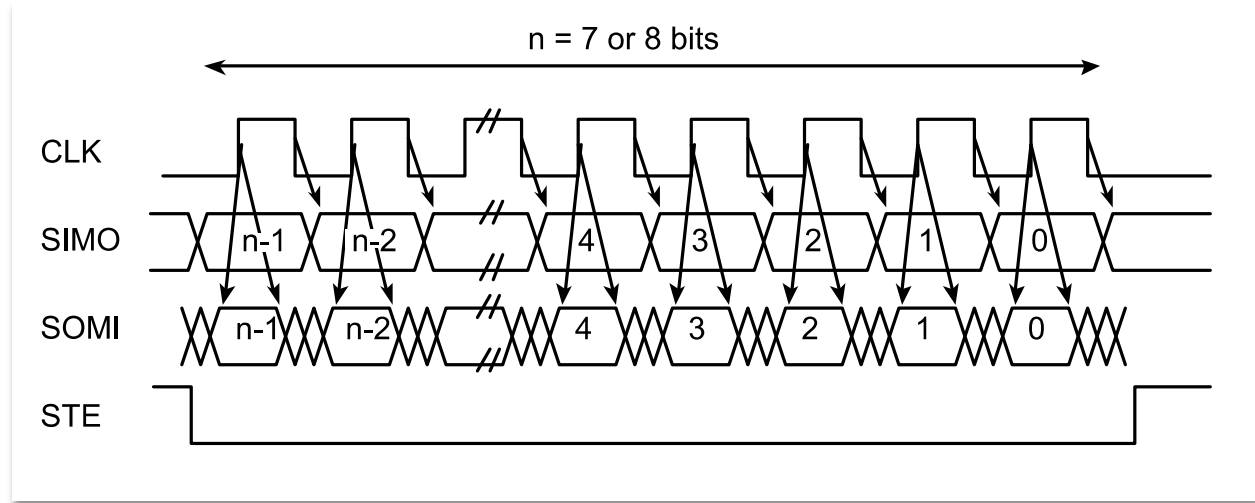 n = 7 or 8 bits
CLK
SIMO n-1 n-2 4 3 2 1 0
SOMI n-1 n-2 4 3 2 1 0
STE